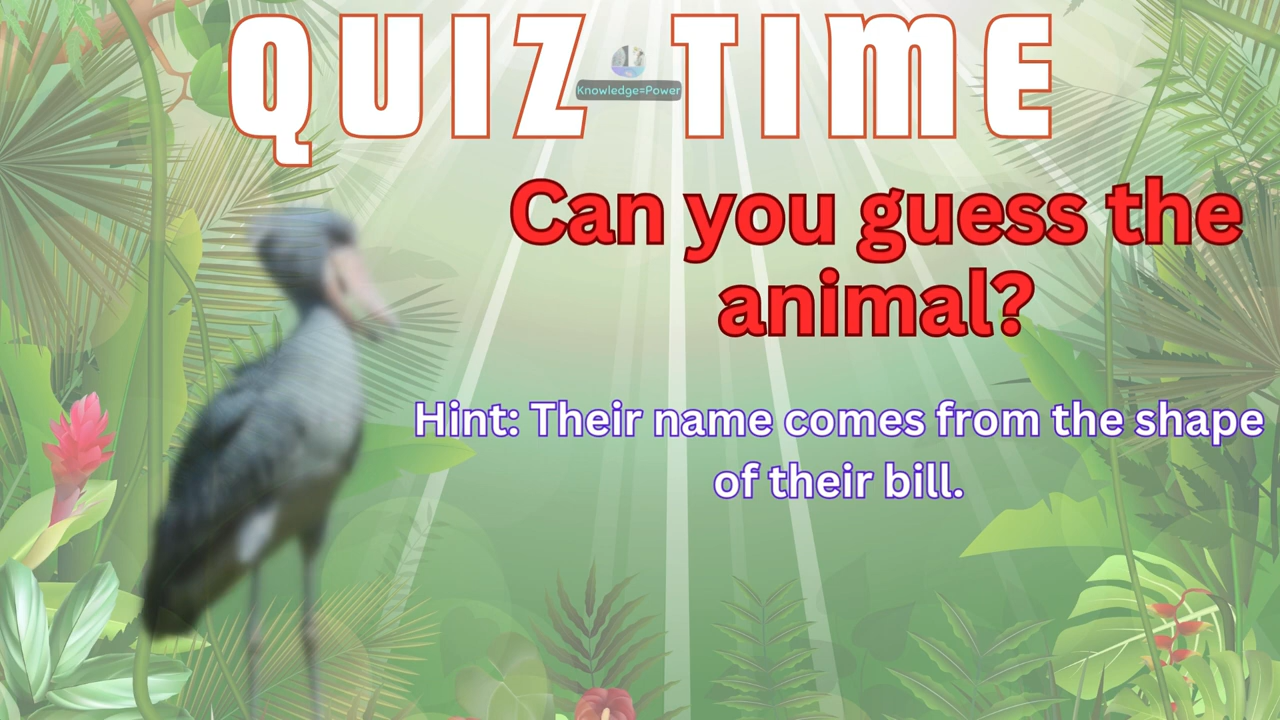 QUIZ TIME
Knowledge=Power
Can you guess the
animal?
Hint: Their name comes from the shape
of their bill.